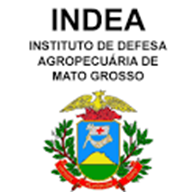 INDEA
INSTITUTO DE DEFESA
AGROPECUÁRIA DE
MATO GROSSO